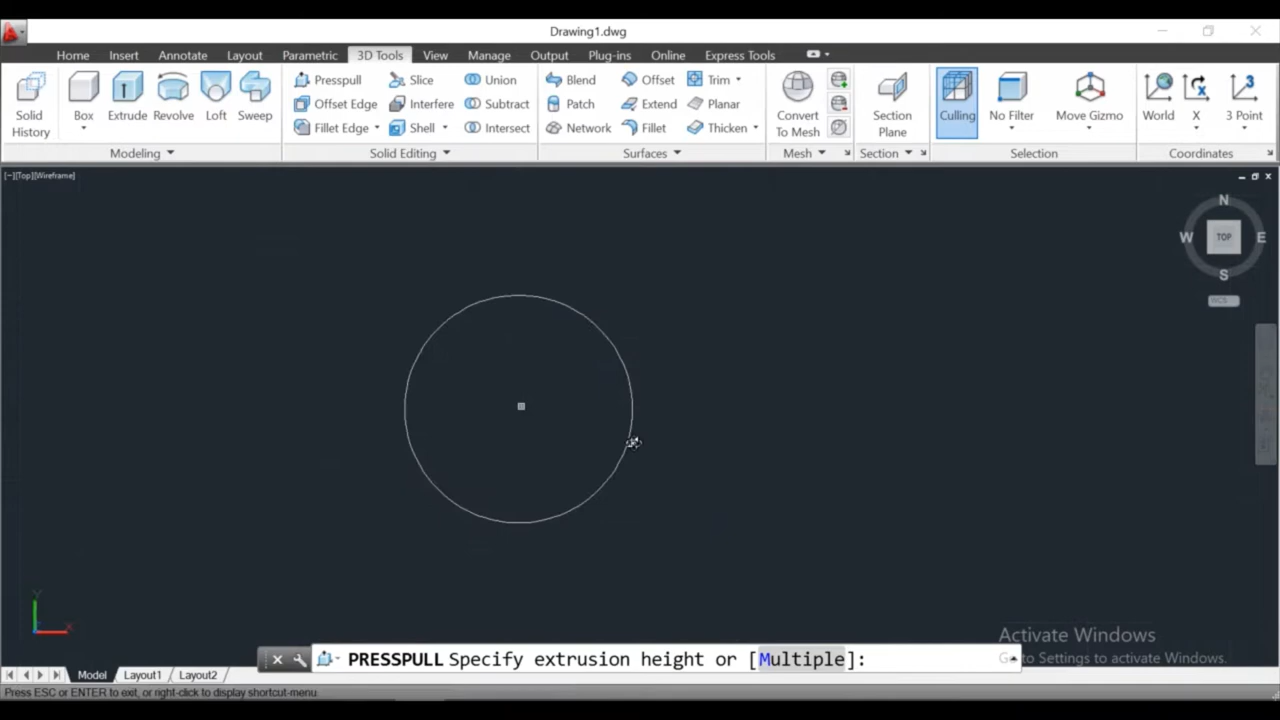 Drawing1.dwg
Home Insert Annotate Layout Parametric 3D Tools View Manage Output Plug-ins Online Express Tools
Solid History
Box
Extrude
Revolve
Loft
Sweep
Modeling
Presspull
Slice
Union
Offset Edge
Interfere
Subtract
Fillet Edge
Shell
Intersect
Solid Editing
Blend
Offset
Trim
Patch
Extend
Planar
Network
Fillet
Thicken
Surfaces
Convert To Mesh
Mesh
Section Plane
Section
Culling
No Filter
Move Gizmo
Selection
World
X
3 Point
Coordinates
[−][Top][Wireframe]
N
W TOP E
S
WCS
Y
X
Activate Windows
Go to Settings to activate Windows.
PRESSPULL Specify extrusion height or [Multiple]:
Model Layout1 Layout2
Press ESC or ENTER to exit, or right-click to display shortcut-menu.